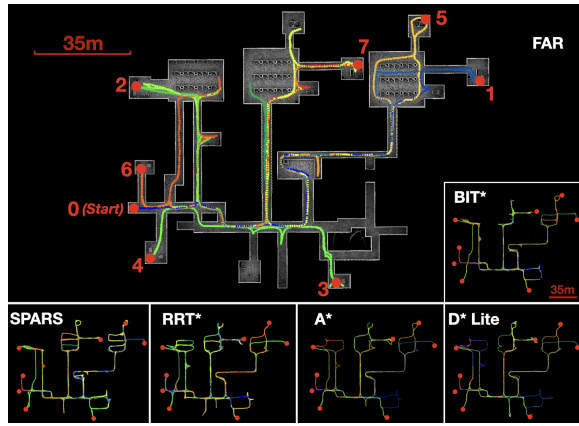 5
FAR
35m
7
2
1
6
0 (Start)
BIT*
4
3
35m
SPARS
RRT*
A*
D* Lite